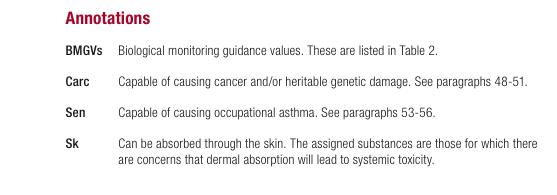 Annotations
BMGVs Biological monitoring guidance values. These are listed in Table 2.
Carc Capable of causing cancer and/or heritable genetic damage. See paragraphs 48-51.
Sen Capable of causing occupational asthma. See paragraphs 53-56.
Sk Can be absorbed through the skin. The assigned substances are those for which there
are concerns that dermal absorption will lead to systemic toxicity.